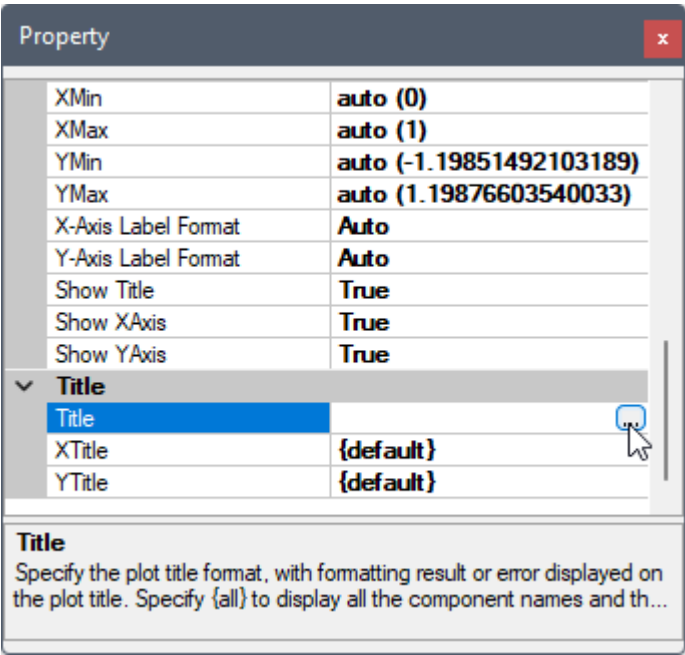 Property x
XMin auto (0)
XMax auto (1)
YMin auto (-1.19851492103189)
YMax auto (1.19876603540033)
X-Axis Label Format Auto
Y-Axis Label Format Auto
Show Title True
Show XAxis True
Show YAxis True
Title
Title ...
XTitle {default}
YTitle {default}
Title
Specify the plot title format, with formatting result or error displayed on
the plot title. Specify {all} to display all the component names and th...